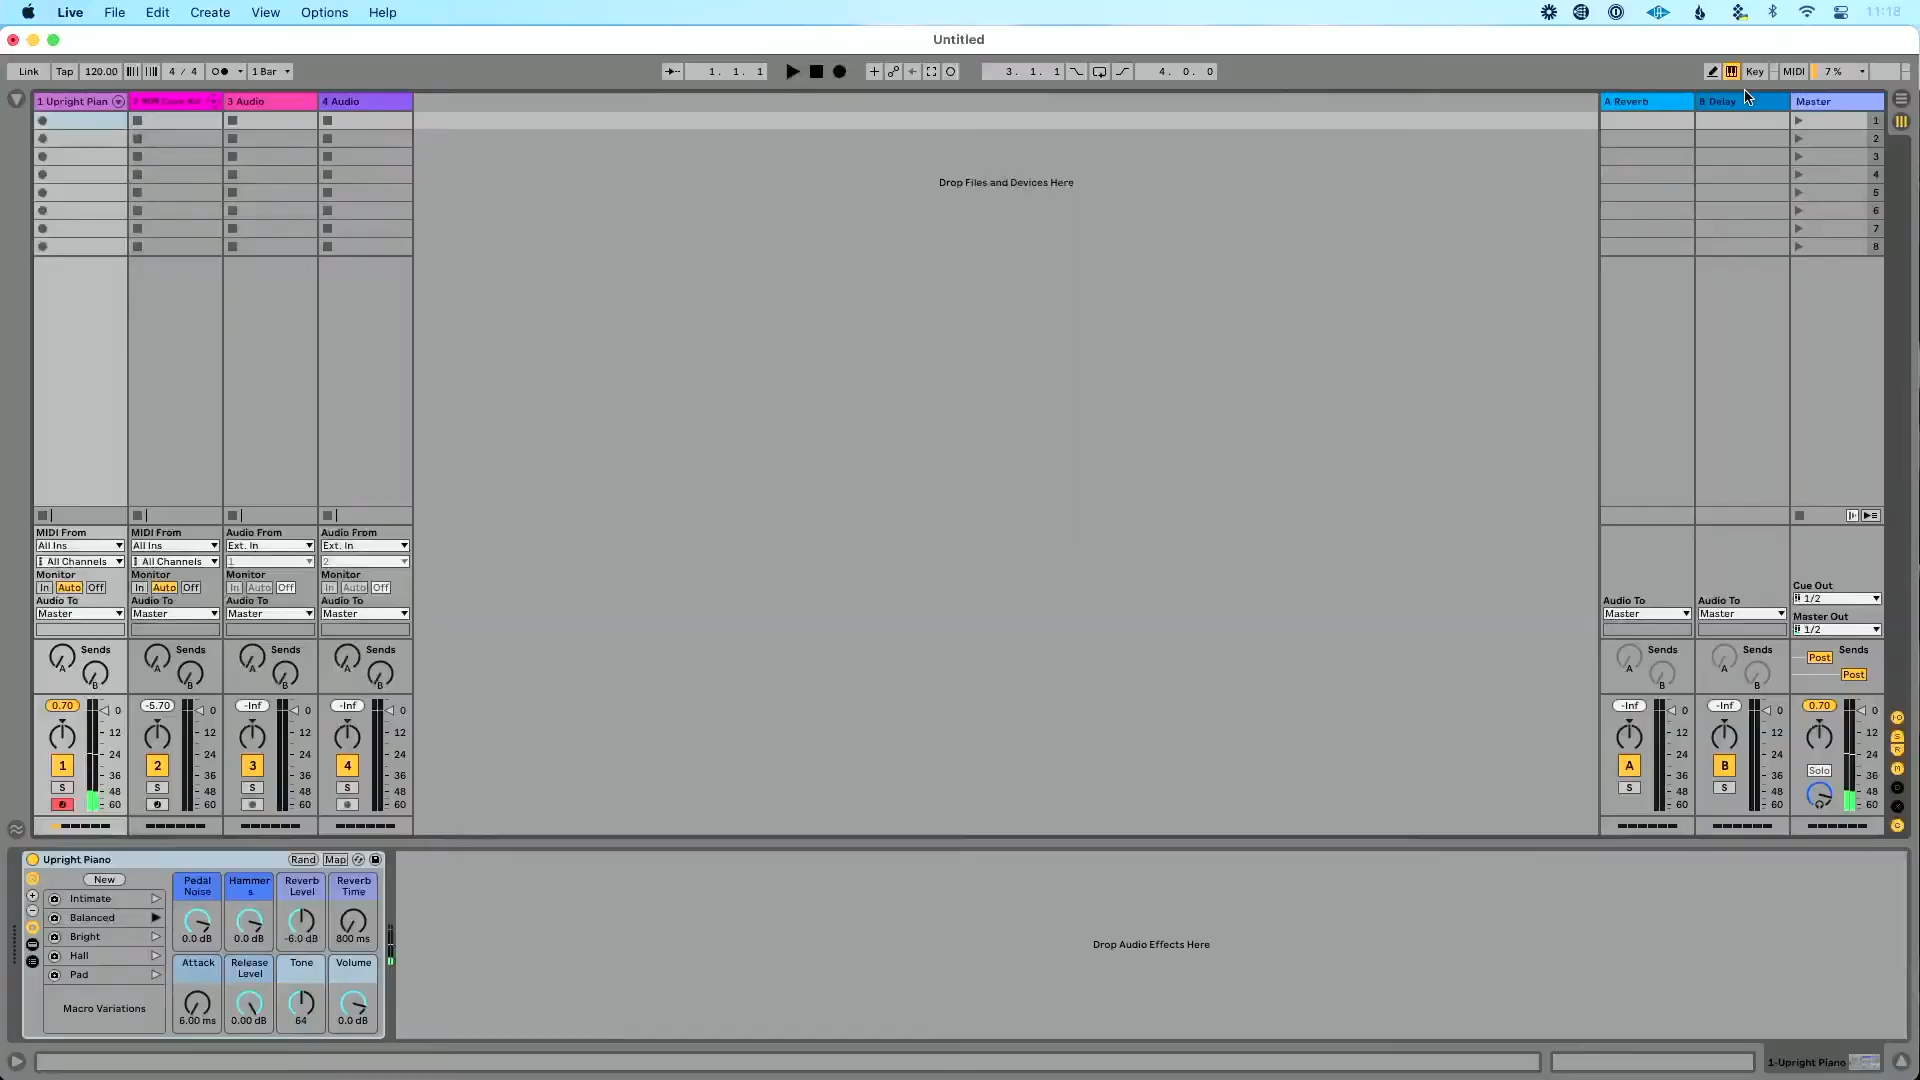 Live File Edit Create View Options Help 11:18
Untitled
Link Tap 120.00 4 / 4 1 Bar 1. 1. 1 3. 1. 1 4. 0. 0 Key MIDI 7 %
1 Upright Pian 3 Audio 4 Audio A Reverb B Delay Master
1
2
3
4
5
6
7
8
Drop Files and Devices Here
MIDI From MIDI From Audio From Audio From
All Ins All Ins Ext. In Ext. In
All Channels All Channels 1 2
Monitor Monitor Monitor Monitor
In Auto Off In Auto Off In Auto Off In Auto Off
Audio To Audio To Audio To Audio To Audio To Audio To
Master Master Master Master Master Master
Cue Out
1/2
Master Out
1/2
Sends Sends Sends Sends Sends Sends Sends
A A A A A A Post
B B B B B B Post
0.70 -5.70 -Inf -Inf -Inf -Inf 0.70
0 0 0 0 0 0 0
12 12 12 12 12 12 12
24 24 24 24 24 24 24
36 36 36 36 36 36 36
48 48 48 48 48 48 48
60 60 60 60 60 60 60
1 2 3 4 A B Solo
S S S S S S
Upright Piano Rand Map
New
Intimate
Balanced
Bright
Hall
Pad
Macro Variations
Pedal Noise Hammer s Reverb Level Reverb Time
0.0 dB 0.0 dB -6.0 dB 800 ms
Attack Release Level Tone Volume
6.00 ms 0.00 dB 64 0.0 dB
Drop Audio Effects Here
1-Upright Piano